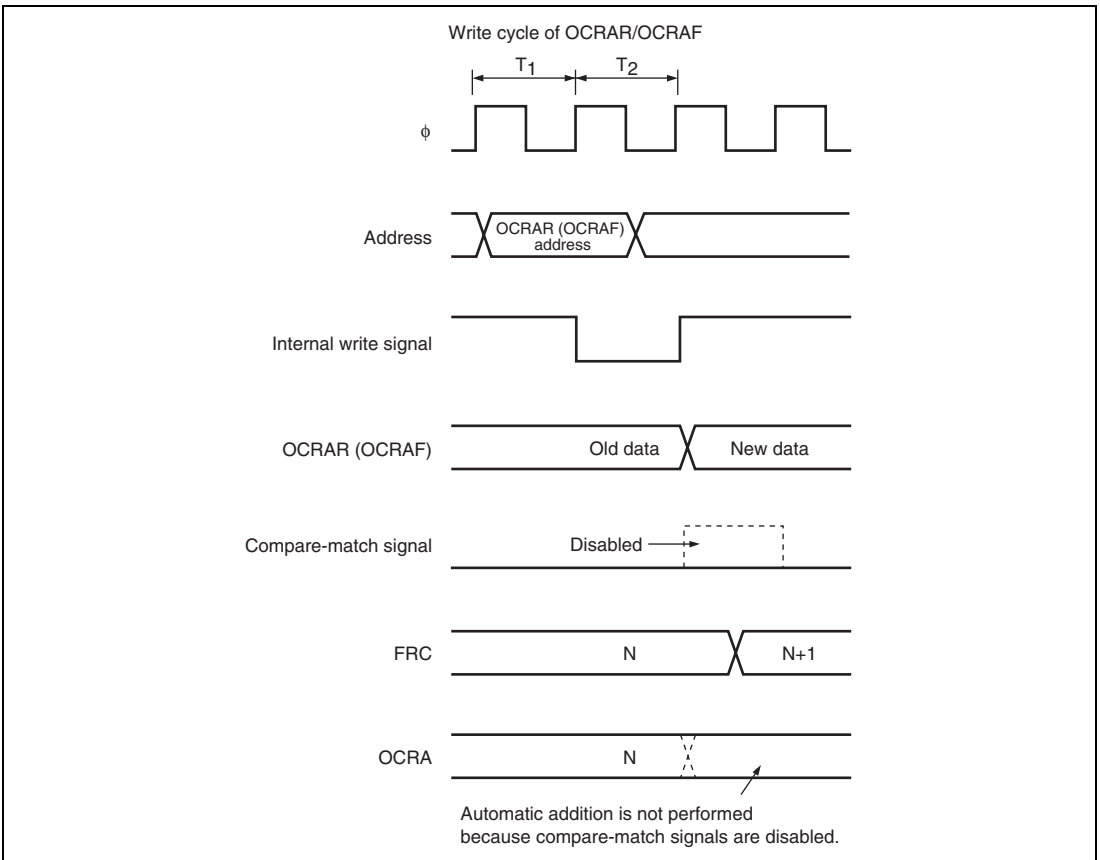 Write cycle of OCRAR/OCRAF
T1 T2
ϕ
Address
OCRAR (OCRAF)
address
Internal write signal
OCRAR (OCRAF) Old data New data
Compare-match signal Disabled
FRC N N+1
OCRA N
Automatic addition is not performed
because compare-match signals are disabled.